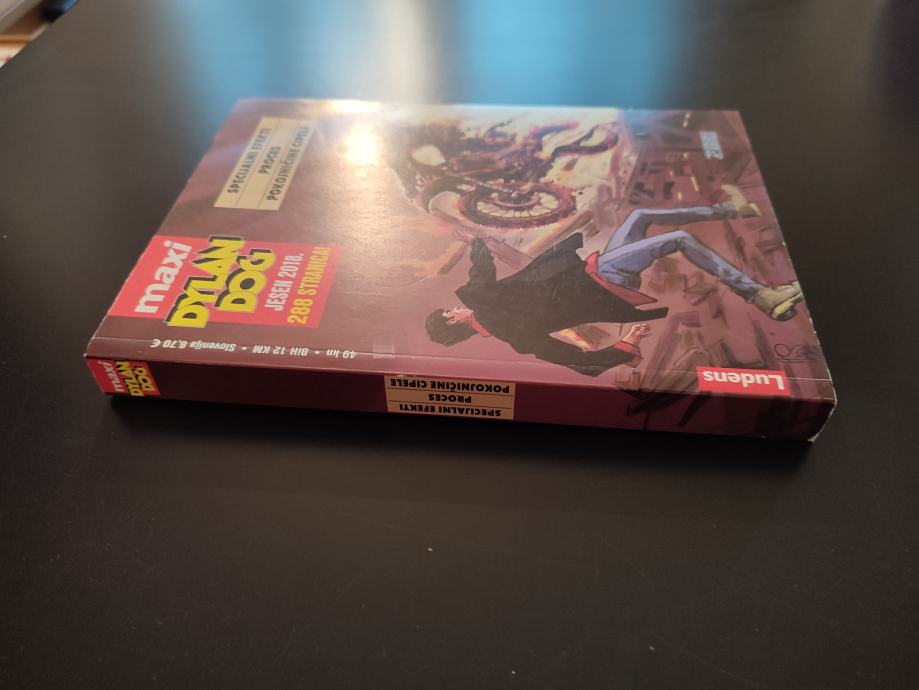 SPECIJALNI EFEKTI
PROCES
POKOJNIČINE CIPELE
maxi
DYLAN
DOG
JESEN 2018.
288 STRANICA!
49 kn • BIH 12 KM • Slovenija 6,70 €
Ludens
maxi
DYLAN
DOG
SPECIJALNI EFEKTI
PROCES
POKOJNIČINE CIPELE